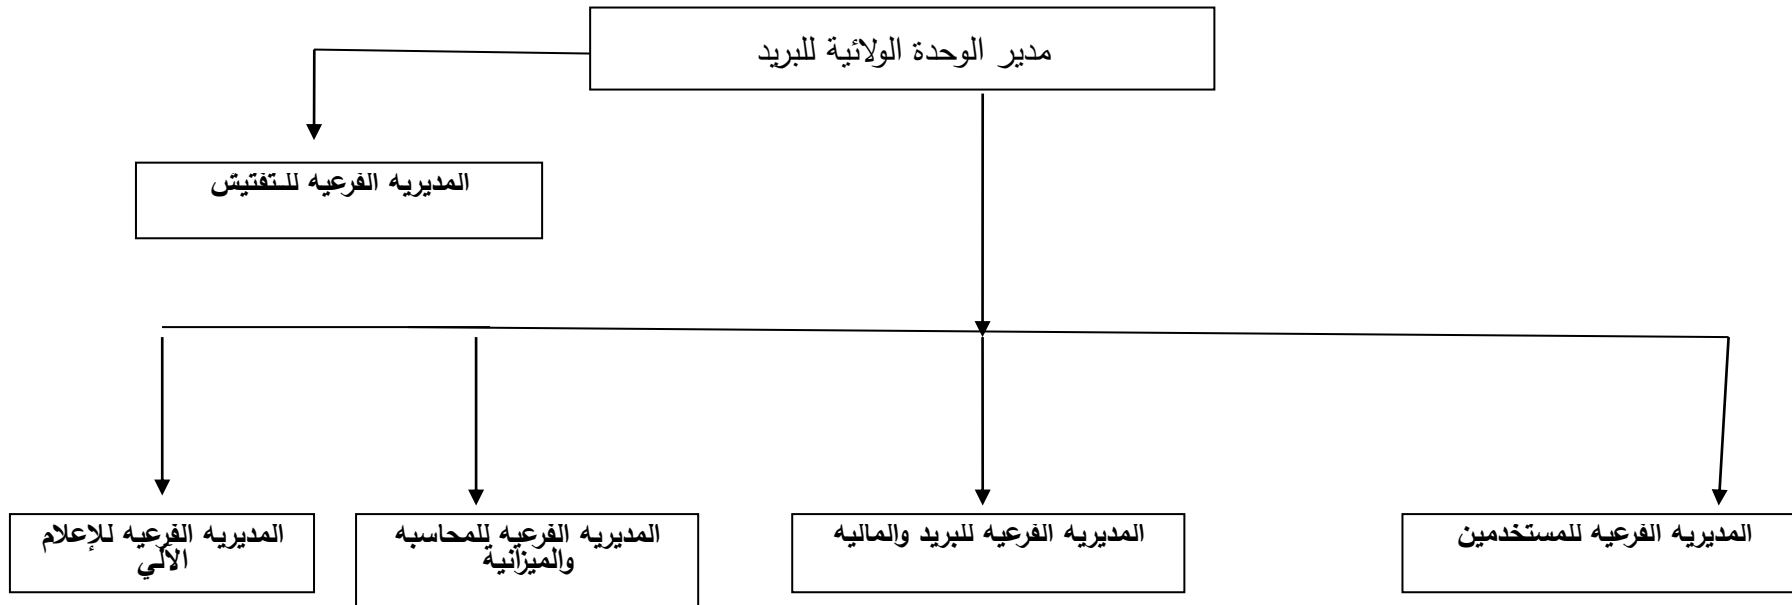 مدير الوحدة الولائية للبريد
المديريه الفرعيه للتفتيش
المديريه الفرعيه للمستخدمين
المديريه الفرعيه للبريد والماليه
المديريه الفرعيه للمحاسبه
والميزانية
المديريه الفرعيه للإعلام
الآلي